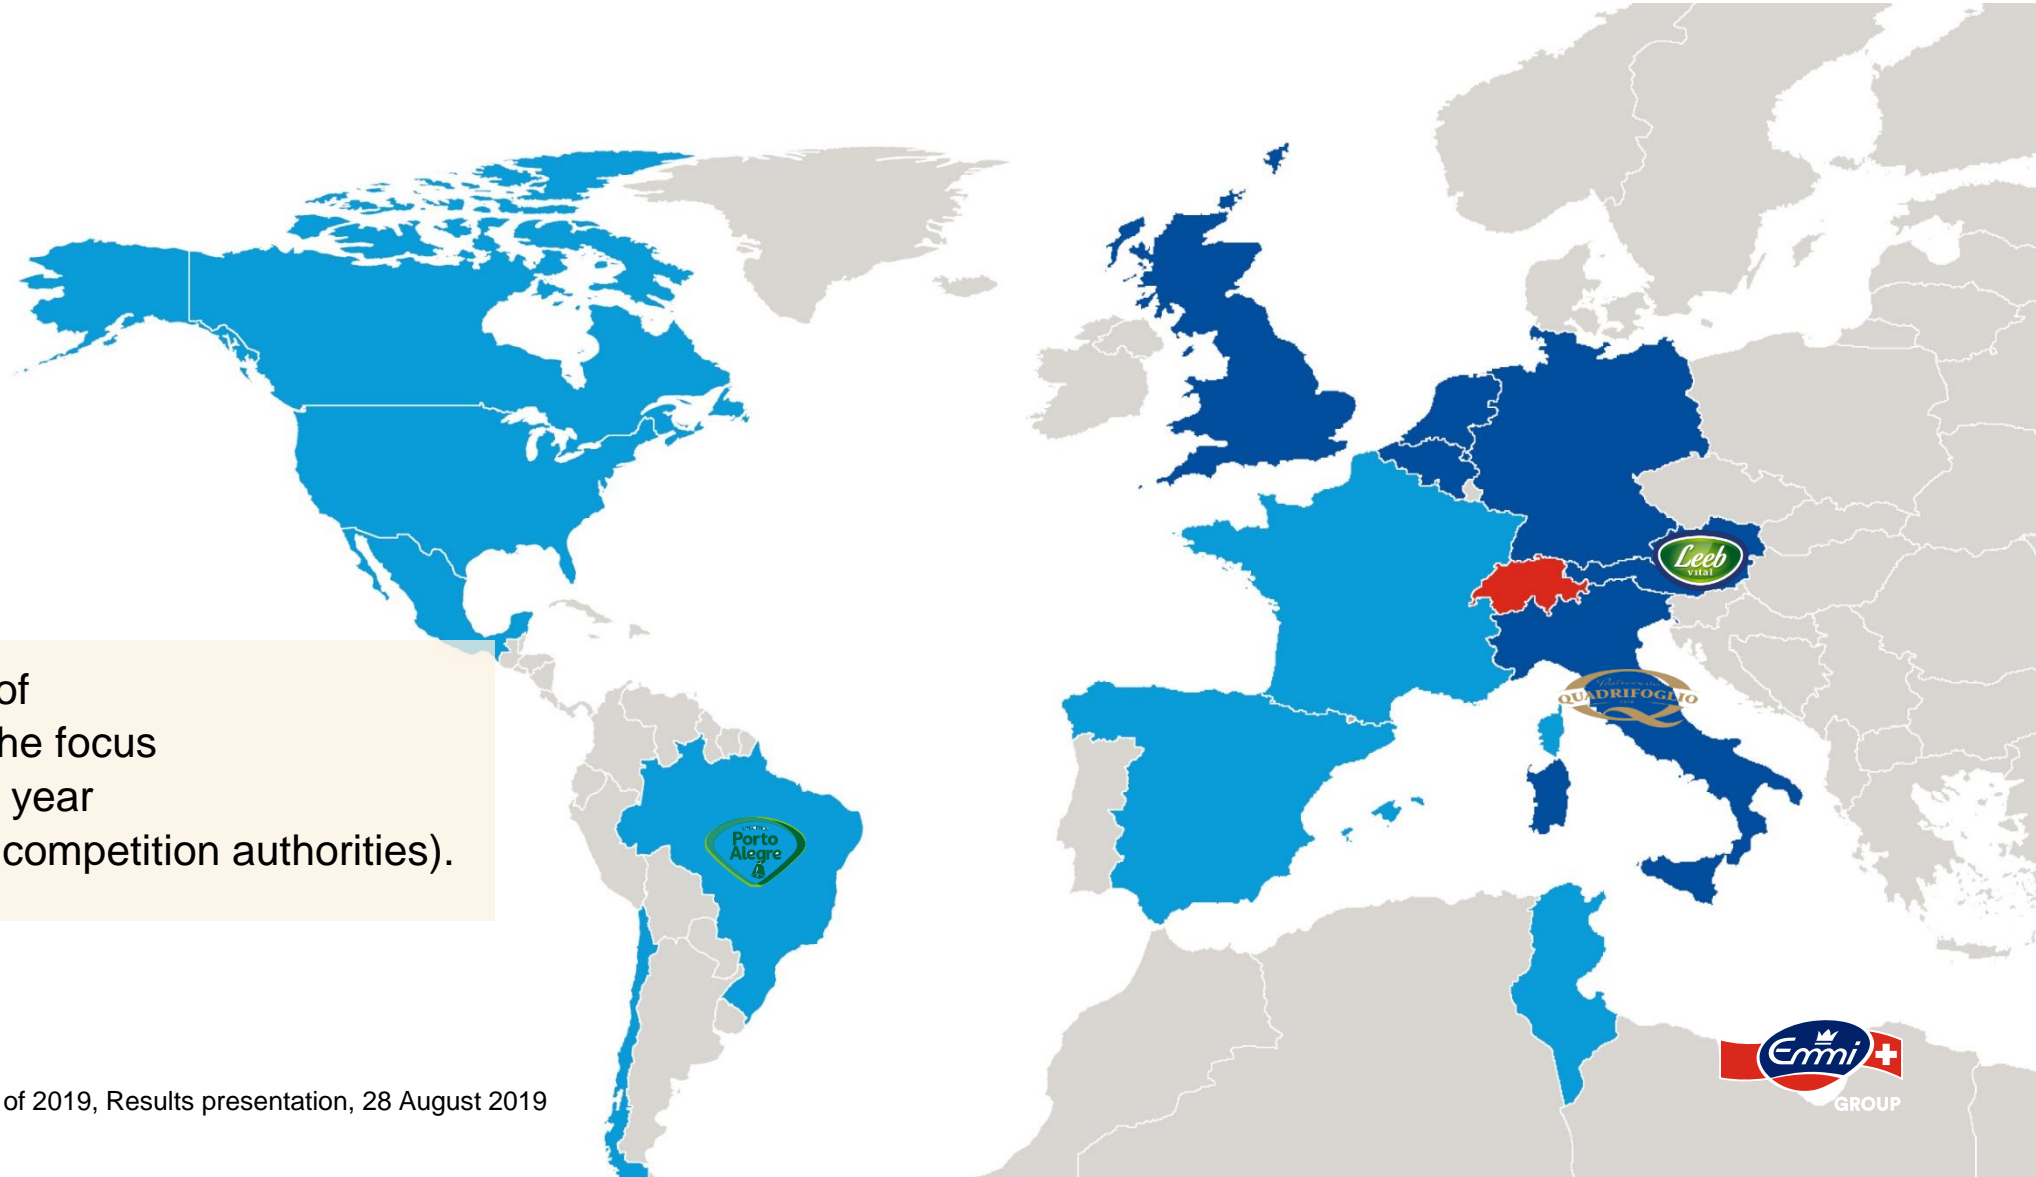 of
he focus
year
competition authorities).
of 2019, Results presentation, 28 August 2019
Leeb
vital
QUADRIFOGLIO
Porto
Alegre
Emmi
GROUP